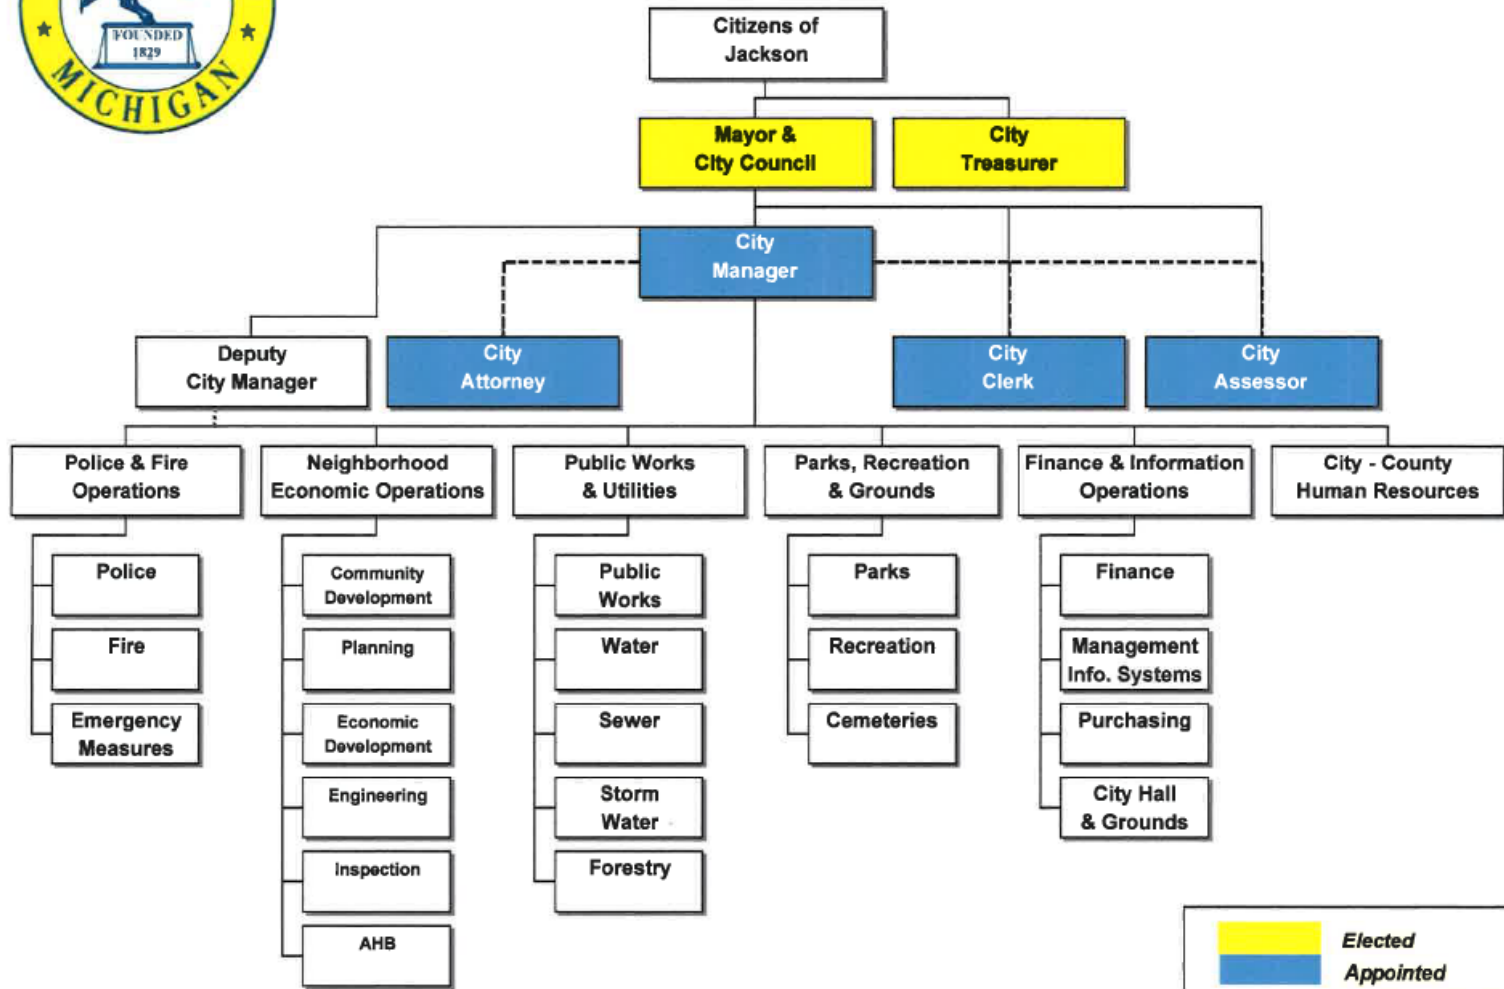 FOUNDED
1829
MICHIGAN
Citizens of
Jackson
Mayor &
City Council
City
Treasurer
City
Manager
Deputy
City Manager
City
Attorney
City
Clerk
City
Assessor
Police & Fire
Operations
Neighborhood
Economic Operations
Public Works
& Utilities
Parks, Recreation
& Grounds
Finance & Information
Operations
City - County
Human Resources
Police
Fire
Emergency
Measures
Community
Development
Planning
Economic
Development
Engineering
Inspection
AHB
Public
Works
Water
Sewer
Storm
Water
Forestry
Parks
Recreation
Cemeteries
Finance
Management
Info. Systems
Purchasing
City Hall
& Grounds
Elected
Appointed